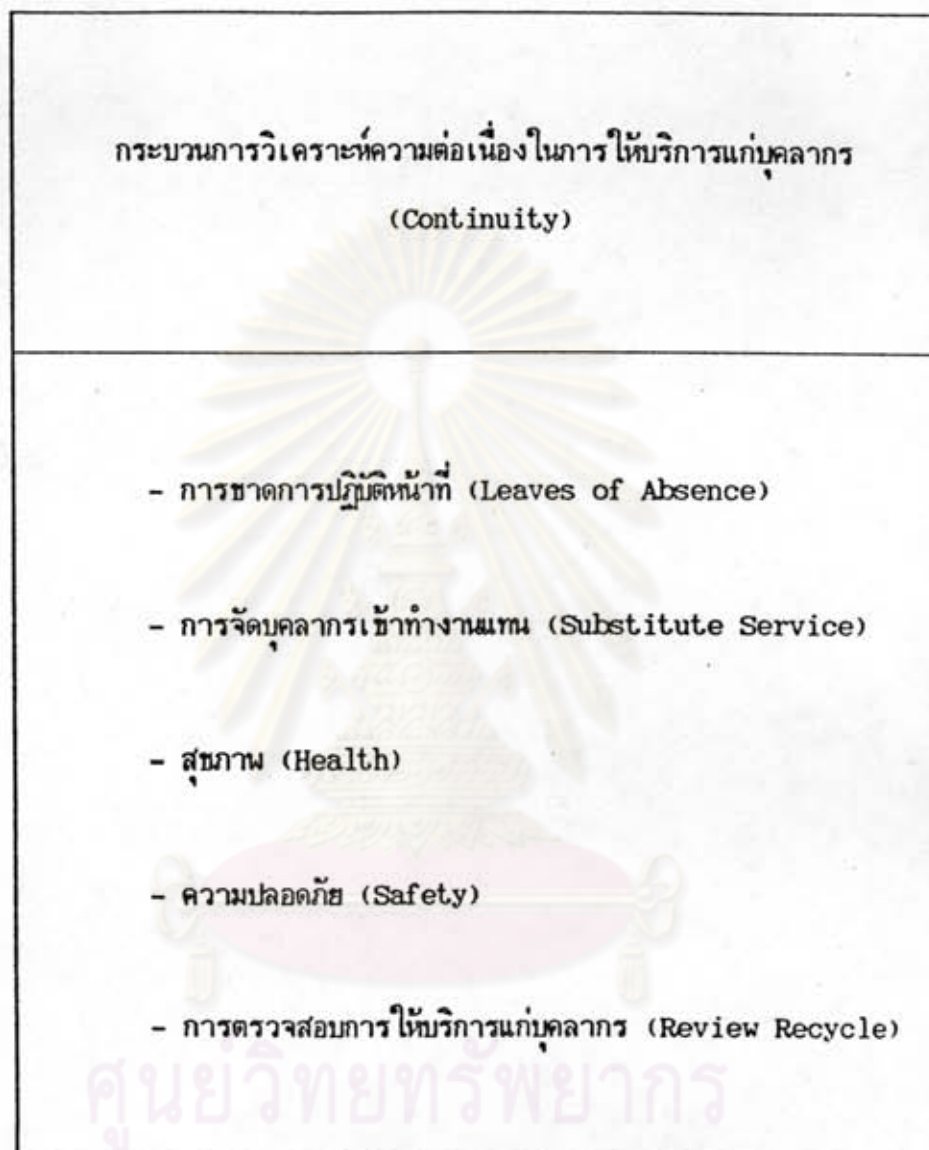 กระบวนการวิเคราะห์ความต่อเนื่องในการให้บริการแก่บุคลากร
(Continuity)
- การขาดการปฏิบัติหน้าที่ (Leaves of Absence)
- การจัดบุคลากรเข้าทำงานแทน (Substitute Service)
- สุขภาพ (Health)
- ความปลอดภัย (Safety)
- การตรวจสอบการให้บริการแก่บุคลากร (Review Recycle)
ศูนย์วิทยทรัพยากร